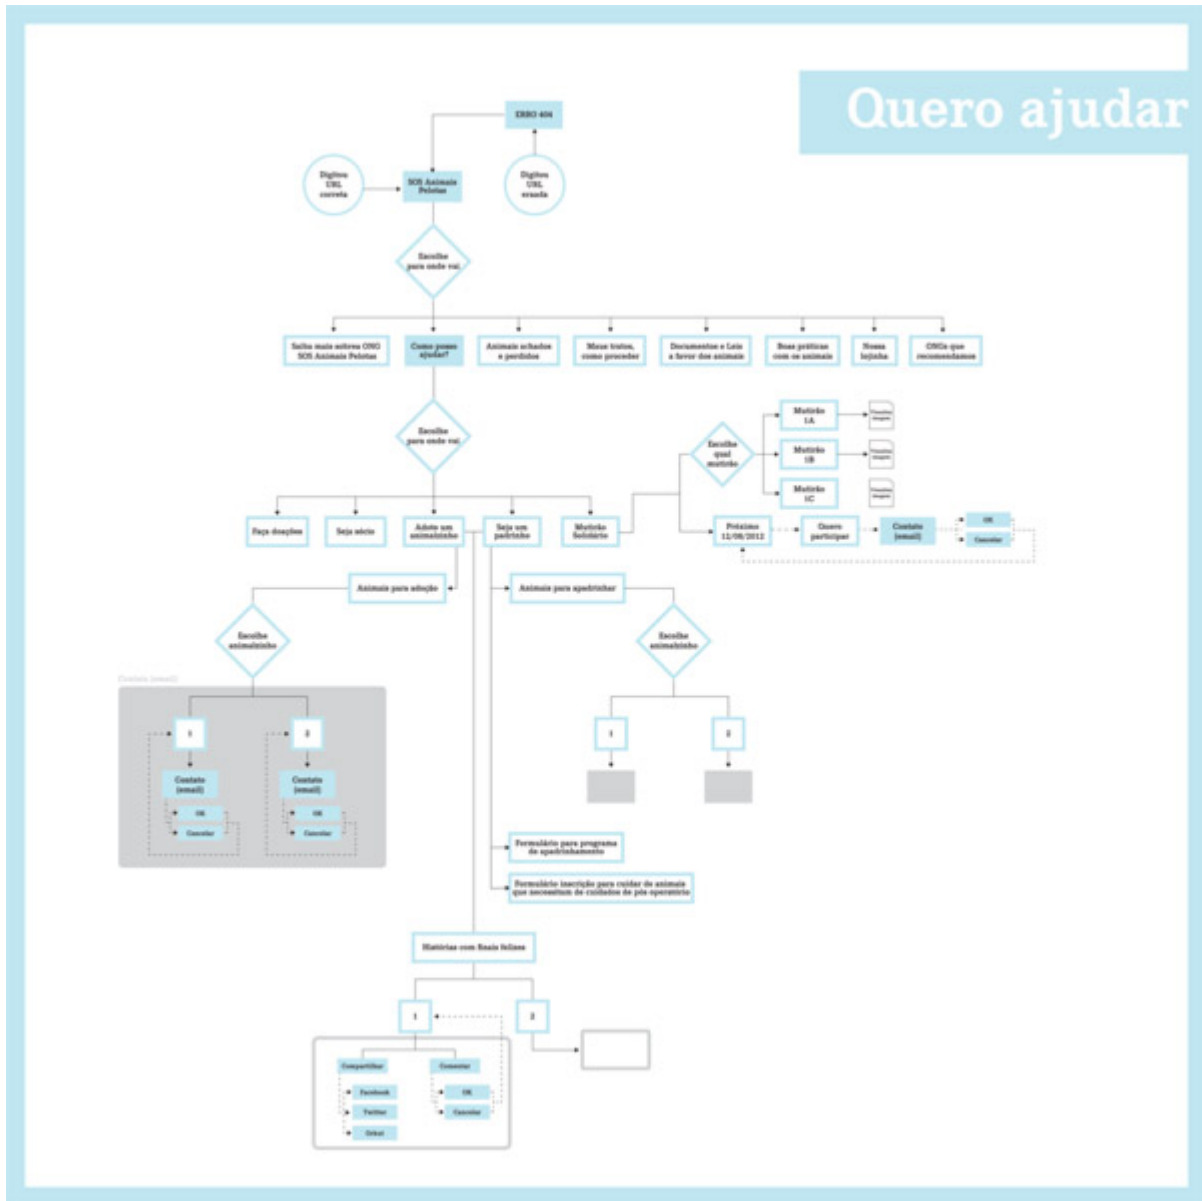 Quero ajudar
ERRO 404
Digitou
URL
correta
SOS Animais
Pelotas
Digitou
URL
errada
Escolhe
para onde vai
Saiba mais sobrea ONG
SOS Animais Pelotas
Como posso
ajudar?
Animais achados
e perdidos
Maus tratos,
como proceder
Documentos e Leis
a favor dos animais
Boas práticas
com os animais
Nossa
lojinha
ONGs que
recomendamos
Escolhe
para onde vai
Escolhe
qual
mutirão
Mutirão
1A
Mutirão
1B
Mutirão
1C
Faça doações
Seja sócio
Adote um
animalzinho
Seja um
padrinho
Mutirão
Solidário
Próximo
12/08/2012
Quero
participar
Contato
(email)
OK
Cancelar
Animais para adoção
Animais para apadrinhar
Escolhe
animalzinho
Escolhe
animalzinho
Contato (email)
1
2
1
2
Contato
(email)
Contato
(email)
OK
Cancelar
OK
Cancelar
Formulário para programa
de apadrinhamento
Formulário inscrição para cuidar de animais
que necessitam de cuidados de pós operatório
Histórias com finais felizes
1
2
Compartilhar
Comentar
Facebook
Twitter
Orkut
OK
Cancelar